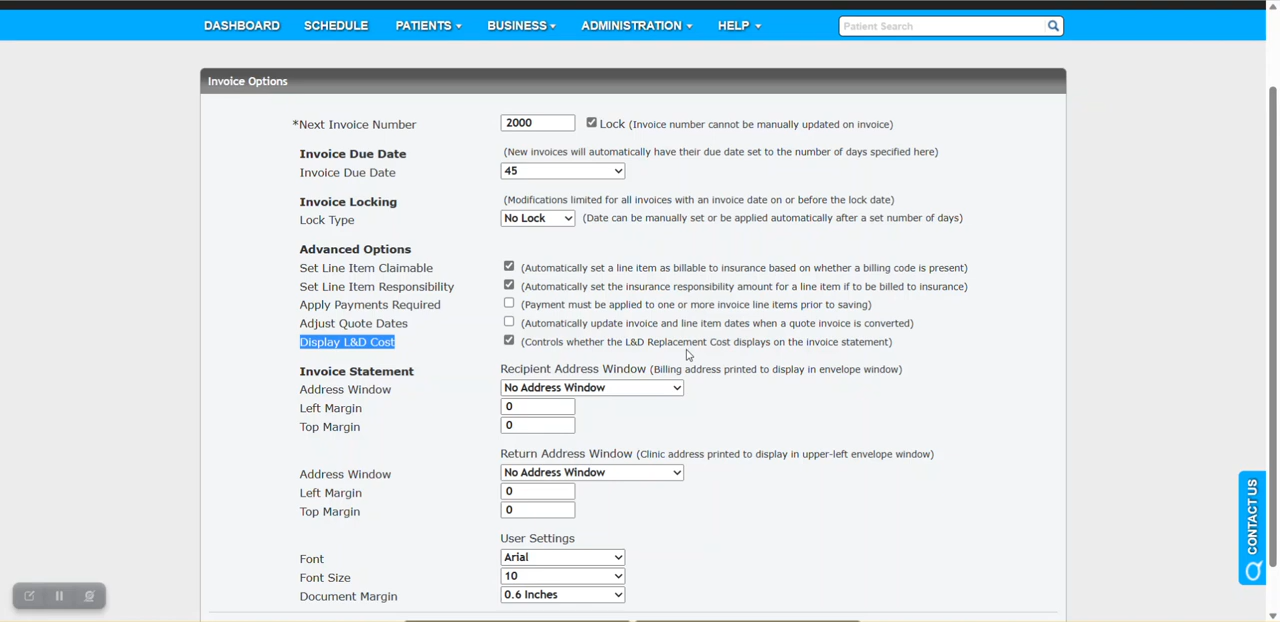 DASHBOARD SCHEDULE PATIENTS BUSINESS ADMINISTRATION HELP Patient Search
Invoice Options
*Next Invoice Number 2000 Lock (Invoice number cannot be manually updated on invoice)
Invoice Due Date (New invoices will automatically have their due date set to the number of days specified here)
Invoice Due Date 45
Invoice Locking (Modifications limited for all invoices with an invoice date on or before the lock date)
Lock Type No Lock (Date can be manually set or be applied automatically after a set number of days)
Advanced Options
Set Line Item Claimable (Automatically set a line item as billable to insurance based on whether a billing code is present)
Set Line Item Responsibility (Automatically set the insurance responsibility amount for a line item if to be billed to insurance)
Apply Payments Required (Payment must be applied to one or more invoice line items prior to saving)
Adjust Quote Dates (Automatically update invoice and line item dates when a quote invoice is converted)
Display L&D Cost (Controls whether the L&D Replacement Cost displays on the invoice statement)
Invoice Statement Recipient Address Window (Billing address printed to display in envelope window)
Address Window No Address Window
Left Margin 0
Top Margin 0
Return Address Window (Clinic address printed to display in upper-left envelope window)
Address Window No Address Window
Left Margin 0
Top Margin 0
User Settings
Font Arial
Font Size 10
Document Margin 0.6 Inches
CONTACT US